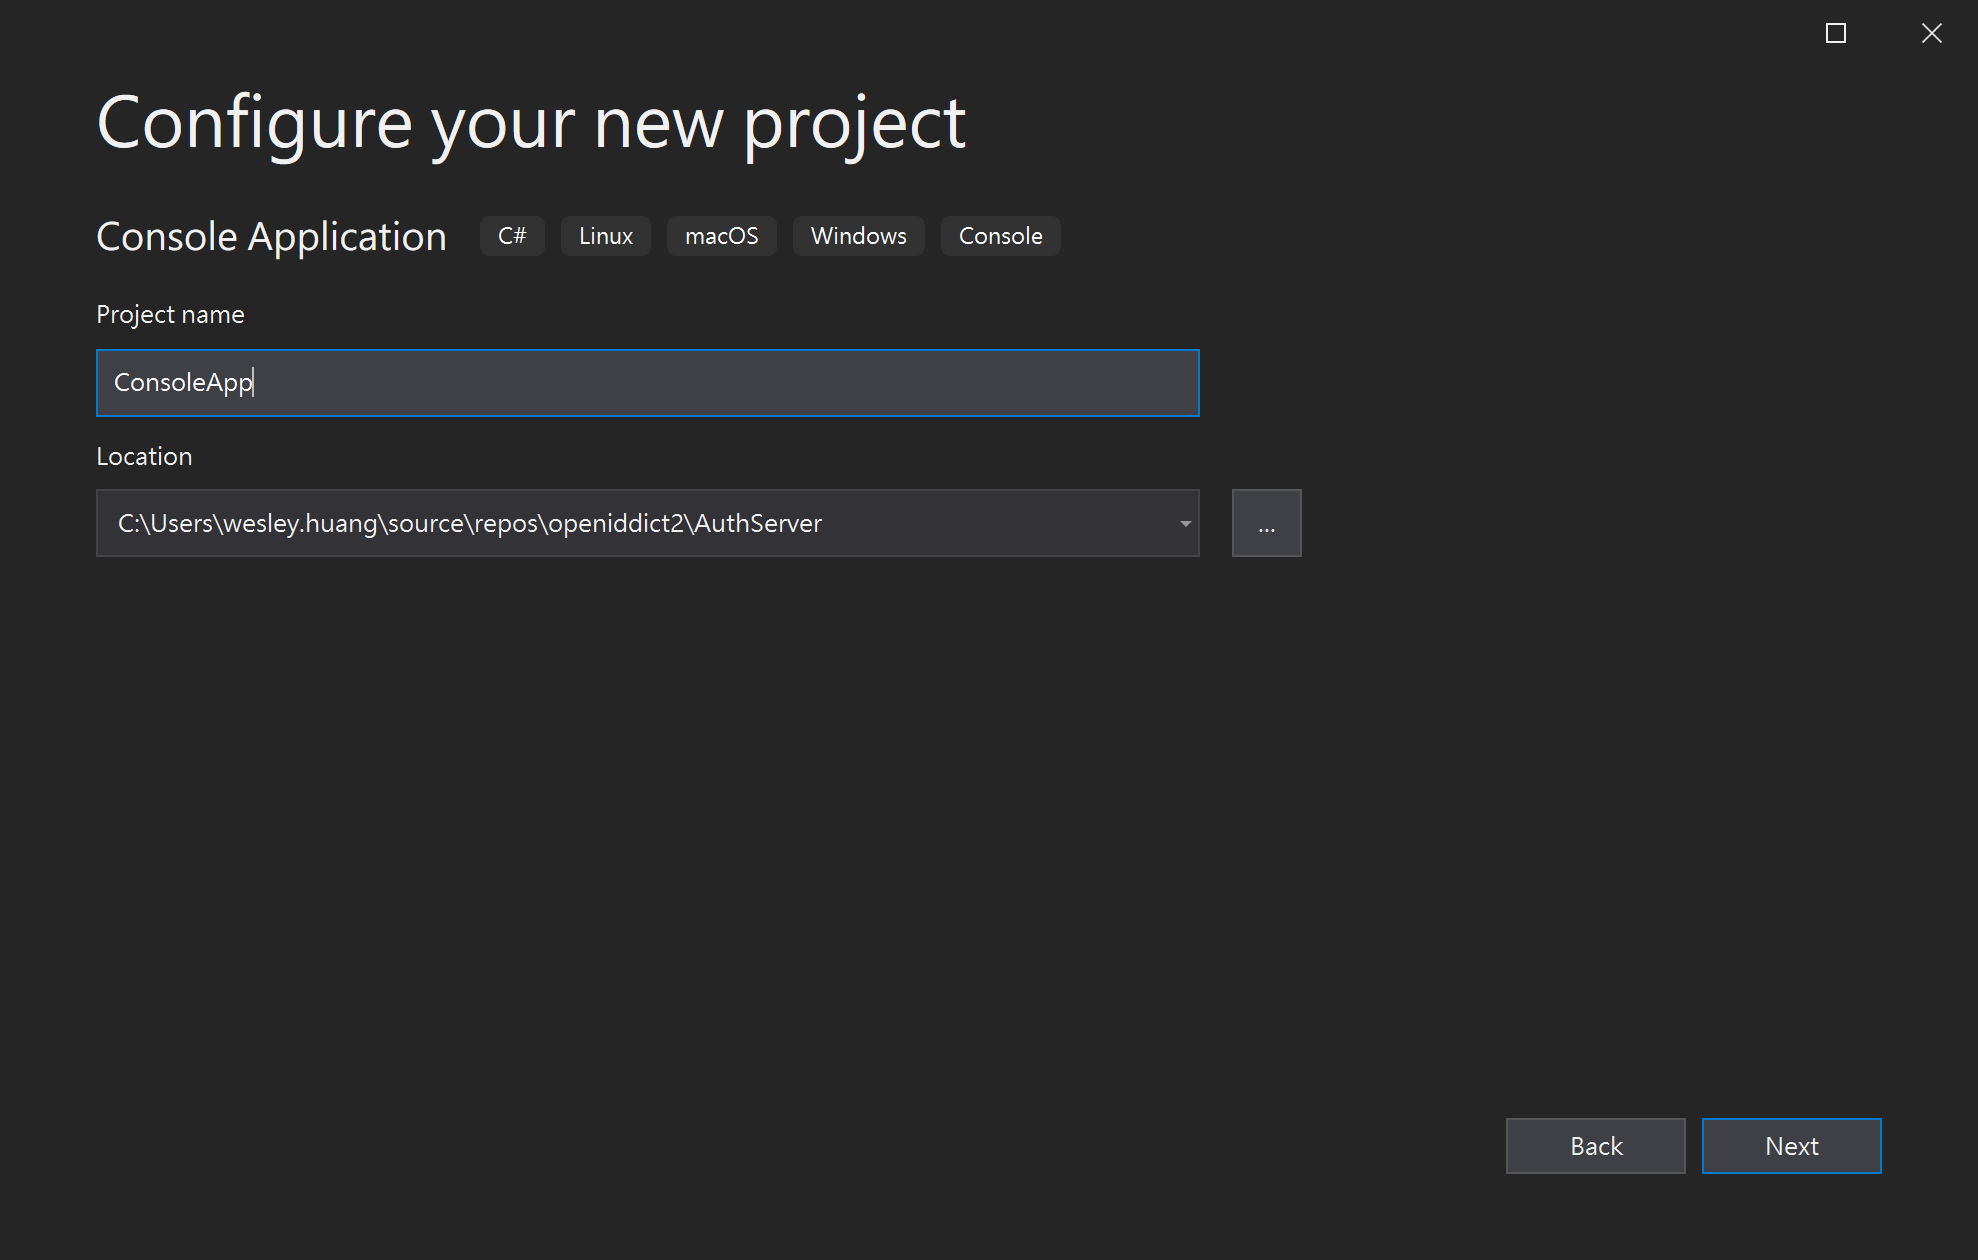 Configure your new project
Console Application C# Linux macOS Windows Console
Project name
ConsoleApp
Location
C:\Users\wesley.huang\source\repos\openiddict2\AuthServer
...
Back Next